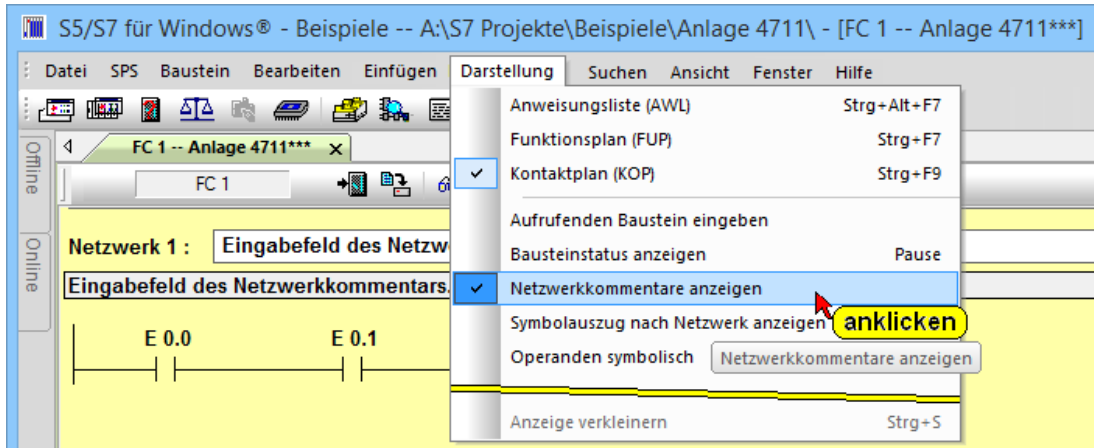 S5/S7 für Windows® - Beispiele -- A:\S7 Projekte\Beispiele\Anlage 4711\ - [FC 1 -- Anlage 4711***]
Datei SPS Baustein Bearbeiten Einfügen Darstellung Suchen Ansicht Fenster Hilfe
Anweisungsliste (AWL) Strg+Alt+F7
Funktionsplan (FUP) Strg+F7
Kontaktplan (KOP) Strg+F9
Aufrufenden Baustein eingeben
Bausteinstatus anzeigen Pause
Netzwerkkommentare anzeigen
anklicken
Symbolauszug nach Netzwerk anzeigen
Operanden symbolisch
Netzwerkkommentare anzeigen
Anzeige verkleinern Strg+S
Offline
Online
FC 1 -- Anlage 4711*** x
FC 1
Netzwerk 1 : Eingabefeld des Netzw
Eingabefeld des Netzwerkkommentars.
E 0.0 E 0.1